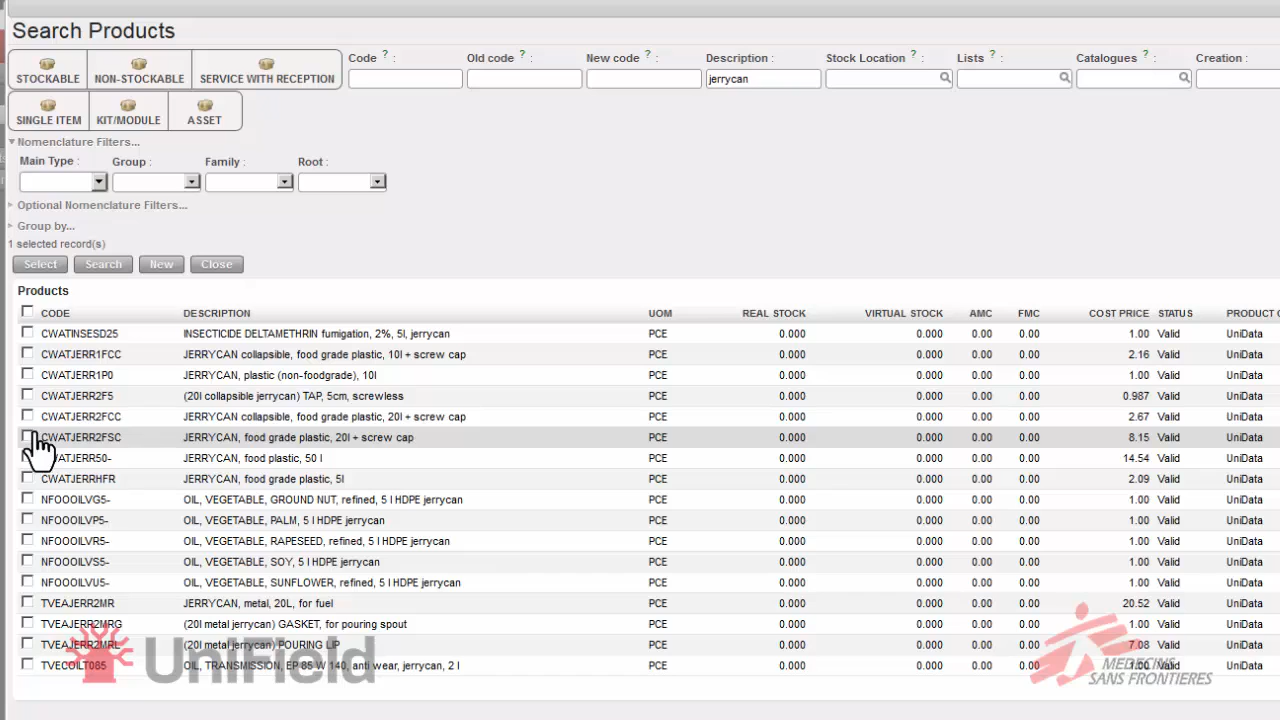 Search Products
STOCKABLE NON-STOCKABLE SERVICE WITH RECEPTION Code ? : Old code ? : New code ? : Description : Stock Location ? : Lists ? : Catalogues ? : Creation :
jerrycan
SINGLE ITEM KIT/MODULE ASSET
Nomenclature Filters...
Main Type : Group : Family : Root :
Optional Nomenclature Filters...
Group by...
1 selected record(s)
Select Search New Close
Products
CODE DESCRIPTION UOM REAL STOCK VIRTUAL STOCK AMC FMC COST PRICE STATUS PRODUCT C
CWATINSESD25 INSECTICIDE DELTAMETHRIN fumigation, 2%, 5l, jerrycan PCE 0.000 0.000 0.00 0.00 1.00 Valid UniData
CWATJERR1FCC JERRYCAN collapsible, food grade plastic, 10l + screw cap PCE 0.000 0.000 0.00 0.00 2.16 Valid UniData
CWATJERR1P0 JERRYCAN, plastic (non-foodgrade), 10l PCE 0.000 0.000 0.00 0.00 1.00 Valid UniData
CWATJERR2F5 (20l collapsible jerrycan) TAP, 5cm, screwless PCE 0.000 0.000 0.00 0.00 0.987 Valid UniData
CWATJERR2FCC JERRYCAN collapsible, food grade plastic, 20l + screw cap PCE 0.000 0.000 0.00 0.00 2.67 Valid UniData
CWATJERR2FSC JERRYCAN, food grade plastic, 20l + screw cap PCE 0.000 0.000 0.00 0.00 8.15 Valid UniData
WATJERR50- JERRYCAN, food plastic, 50 l PCE 0.000 0.000 0.00 0.00 14.54 Valid UniData
CWATJERRHFR JERRYCAN, food grade plastic, 5l PCE 0.000 0.000 0.00 0.00 2.09 Valid UniData
NFOOOILVG5- OIL, VEGETABLE, GROUND NUT, refined, 5 l HDPE jerrycan PCE 0.000 0.000 0.00 0.00 1.00 Valid UniData
NFOOOILVP5- OIL, VEGETABLE, PALM, 5 l HDPE jerrycan PCE 0.000 0.000 0.00 0.00 1.00 Valid UniData
NFOOOILVR5- OIL, VEGETABLE, RAPESEED, refined, 5 l HDPE jerrycan PCE 0.000 0.000 0.00 0.00 1.00 Valid UniData
NFOOOILVS5- OIL, VEGETABLE, SOY, 5 l HDPE jerrycan PCE 0.000 0.000 0.00 0.00 1.00 Valid UniData
NFOOOILVU5- OIL, VEGETABLE, SUNFLOWER, refined, 5 l HDPE jerrycan PCE 0.000 0.000 0.00 0.00 1.00 Valid UniData
TVEAJERR2MR JERRYCAN, metal, 20L, for fuel PCE 0.000 0.000 0.00 0.00 20.52 Valid UniData
TVEAJERR2MRG (20l metal jerrycan) GASKET, for pouring spout PCE 0.000 0.000 0.00 0.00 1.00 Valid UniData
TVEAJERR2MRL (20l metal jerrycan) POURING LIP PCE 0.000 0.000 0.00 0.00 7.08 Valid UniData
TVECOILT085 OIL, TRANSMISSION, EP 85 W 140, anti wear, jerrycan, 2 l PCE 0.000 0.000 0.00 0.00 1.00 Valid UniData
UniField
MEDECINS
SANS FRONTIERES